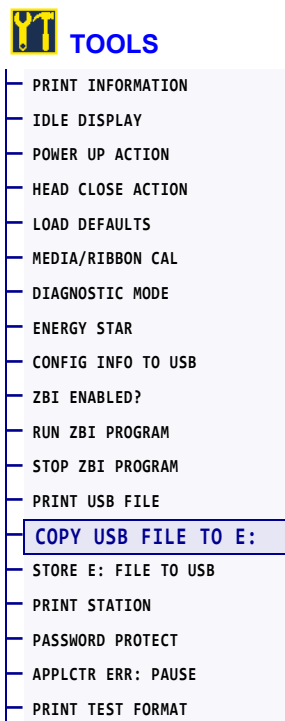 TOOLS
PRINT INFORMATION
IDLE DISPLAY
POWER UP ACTION
HEAD CLOSE ACTION
LOAD DEFAULTS
MEDIA/RIBBON CAL
DIAGNOSTIC MODE
ENERGY STAR
CONFIG INFO TO USB
ZBI ENABLED?
RUN ZBI PROGRAM
STOP ZBI PROGRAM
PRINT USB FILE
COPY USB FILE TO E:
STORE E: FILE TO USB
PRINT STATION
PASSWORD PROTECT
APPLCTR ERR: PAUSE
PRINT TEST FORMAT